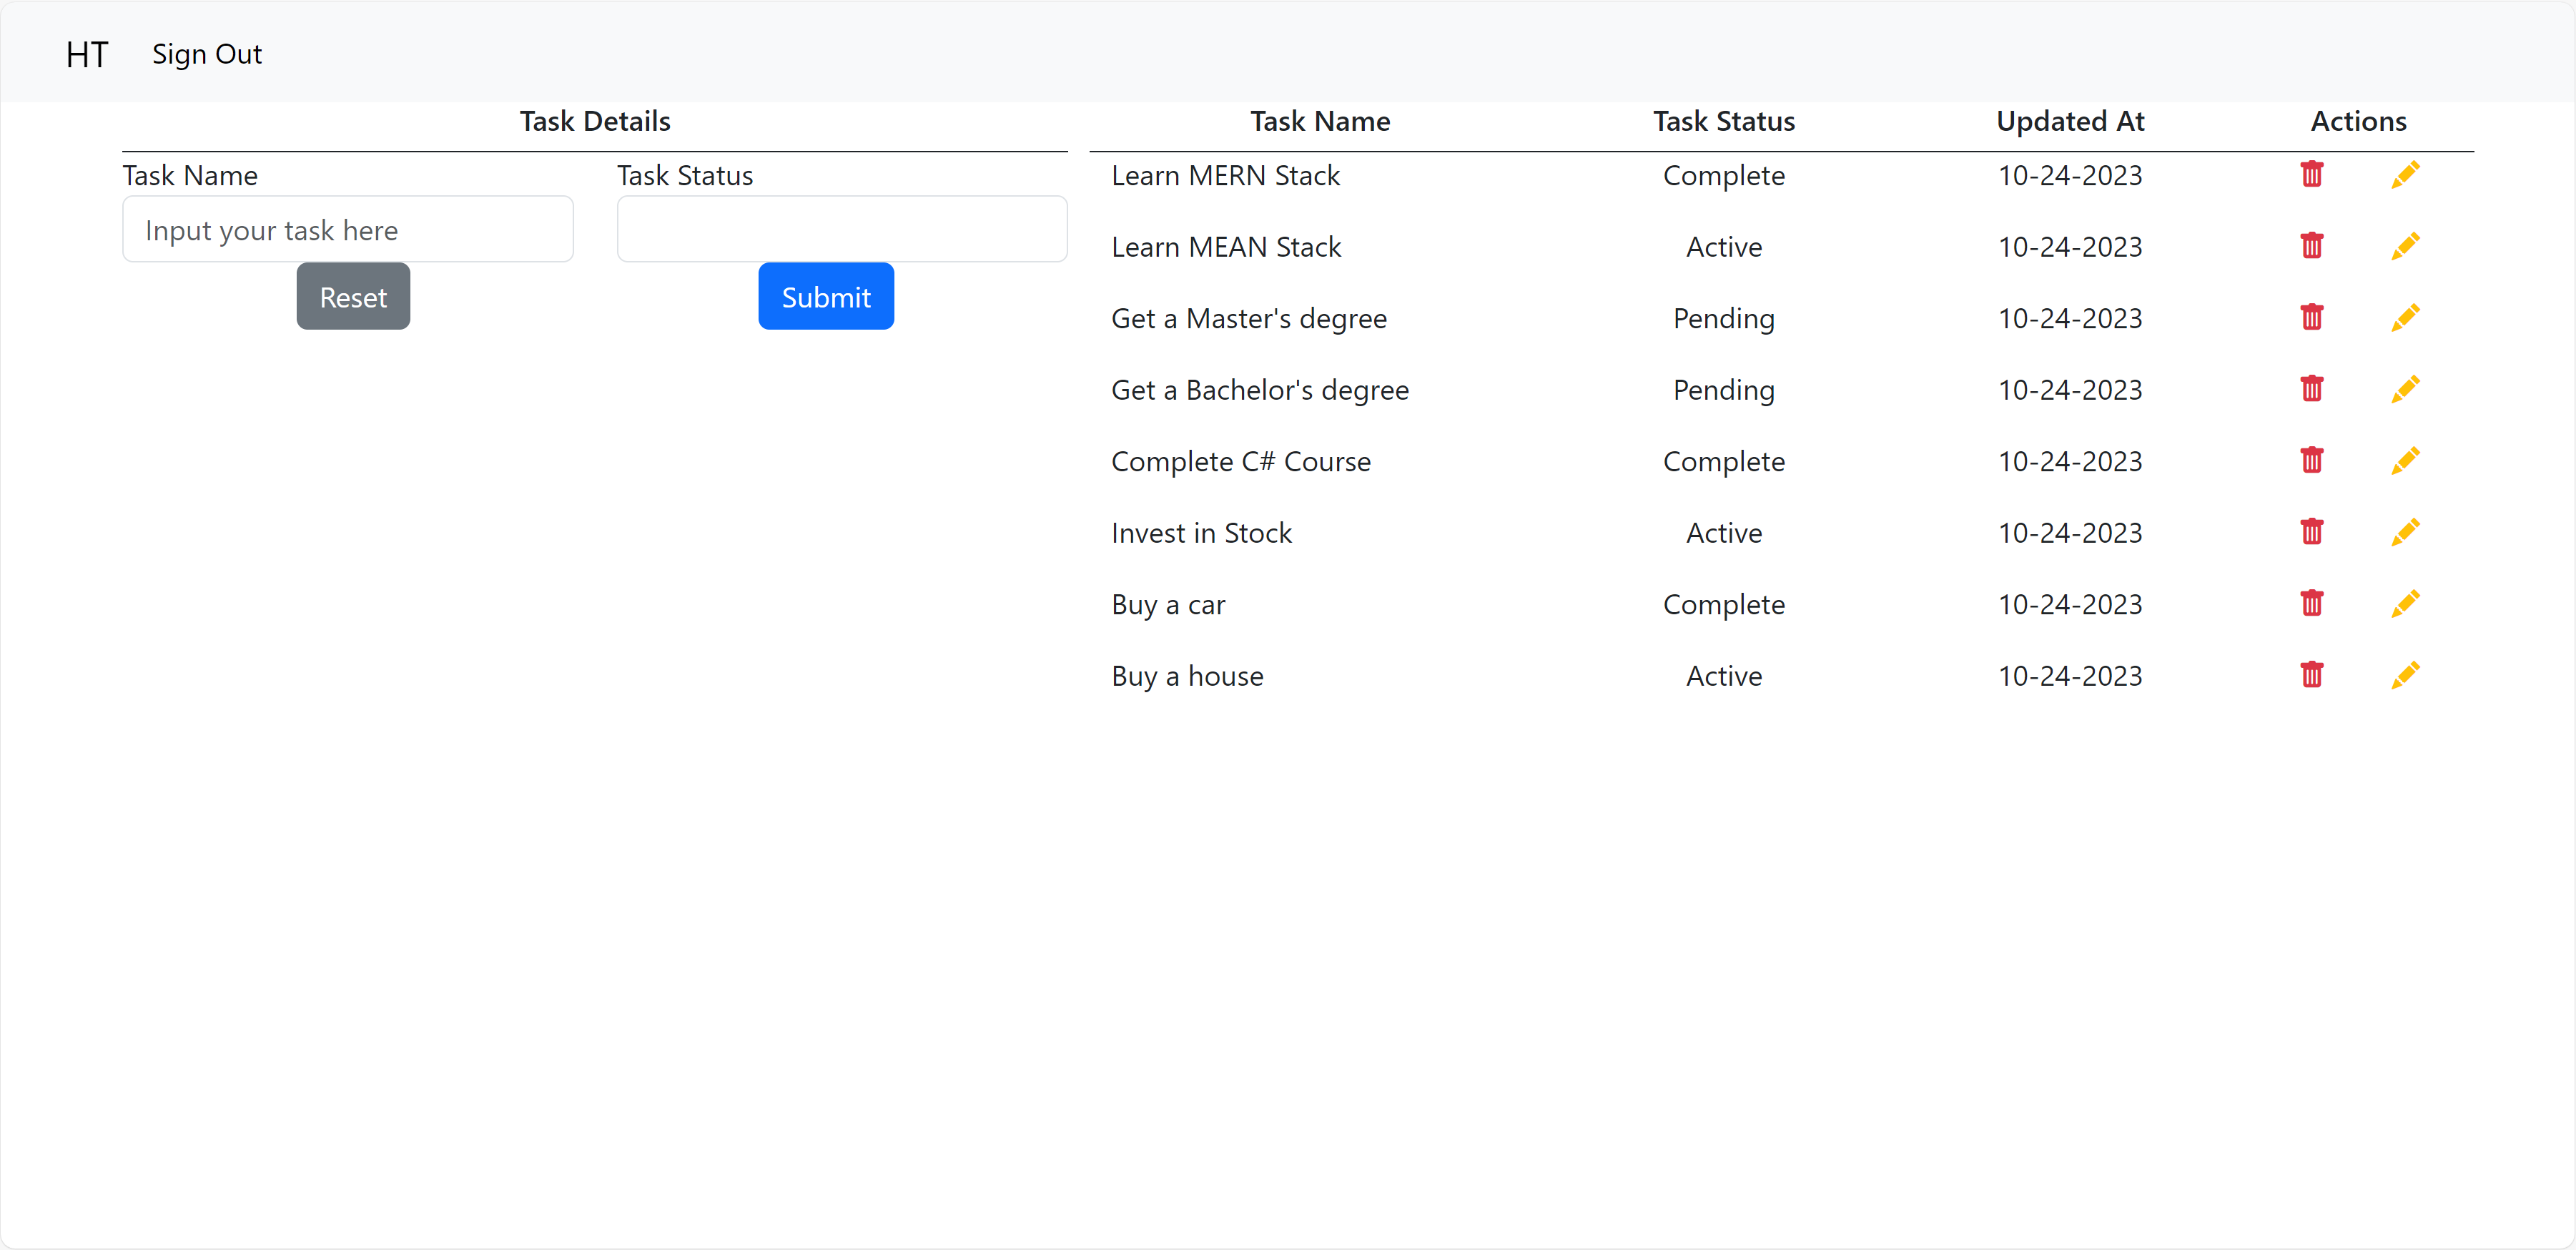 HT Sign Out
Task Details
Task Name Task Status
Input your task here
Reset Submit
Task Name Task Status Updated At Actions
Learn MERN Stack Complete 10-24-2023
Learn MEAN Stack Active 10-24-2023
Get a Master's degree Pending 10-24-2023
Get a Bachelor's degree Pending 10-24-2023
Complete C# Course Complete 10-24-2023
Invest in Stock Active 10-24-2023
Buy a car Complete 10-24-2023
Buy a house Active 10-24-2023